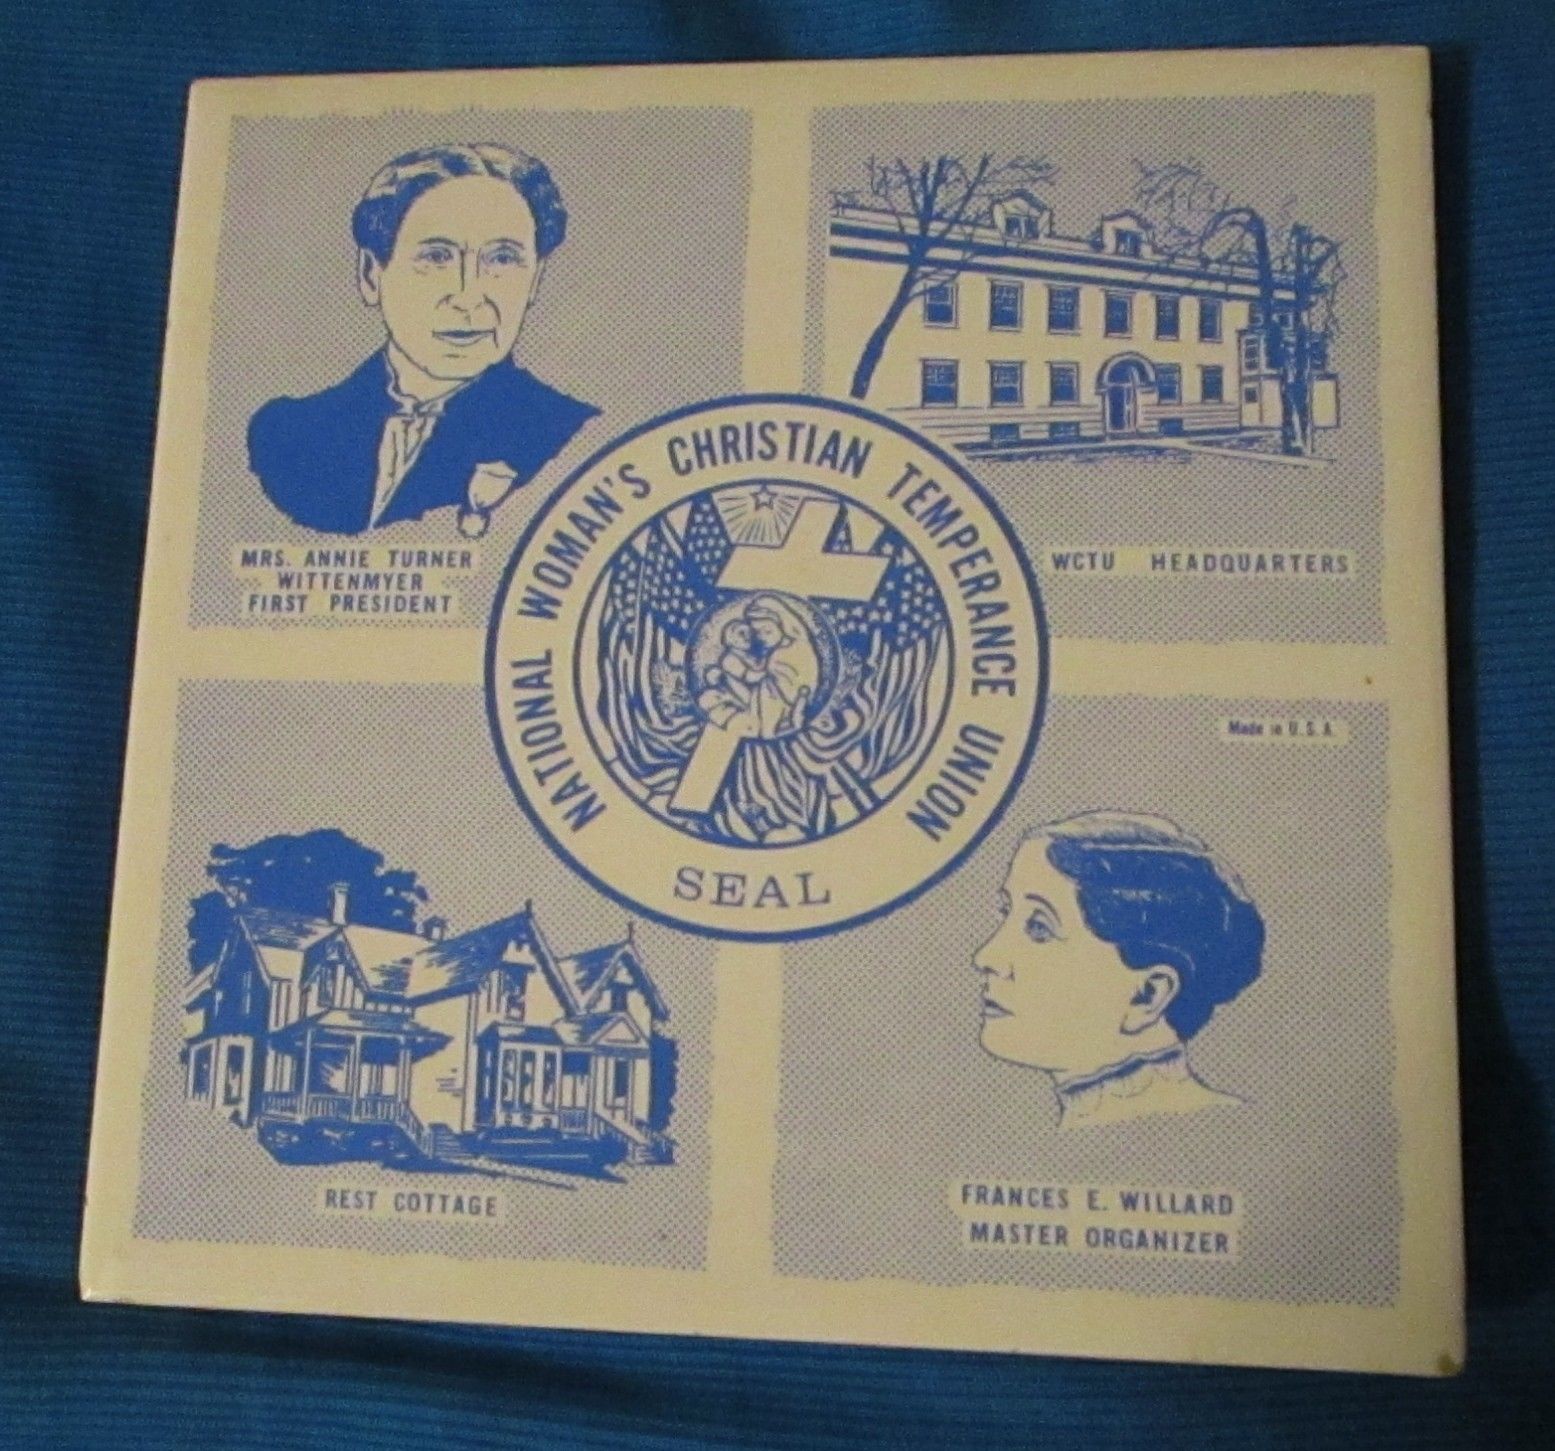 MRS. ANNIE TURNER
WITTENMYER
FIRST PRESIDENT
WCTU HEADQUARTERS
NATIONAL WOMAN'S CHRISTIAN TEMPERANCE UNION
SEAL
Made in U.S.A.
REST COTTAGE
FRANCES E. WILLARD
MASTER ORGANIZER